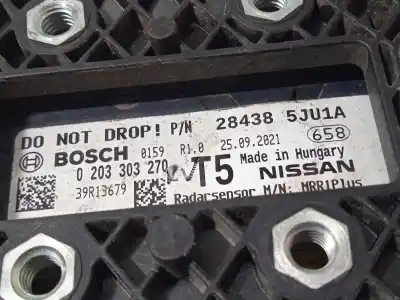 DO NOT DROP! P/N 28438 5JU1A
BOSCH 0159 R1.0 25.09.2021 658
0 203 303 270 T5 Made in Hungary
39R13679 NISSAN
Radarsensor M/N: MRR1Plus